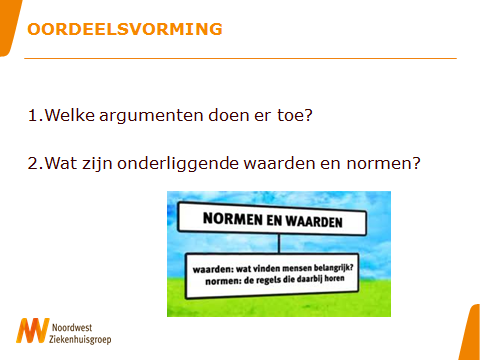 OORDEELSVORMING
1.Welke argumenten doen er toe?
2.Wat zijn onderliggende waarden en normen?
NORMEN EN WAARDEN
waarden: wat vinden mensen belangrijk?
normen: de regels die daarbij horen
Noordwest
Ziekenhuisgroep